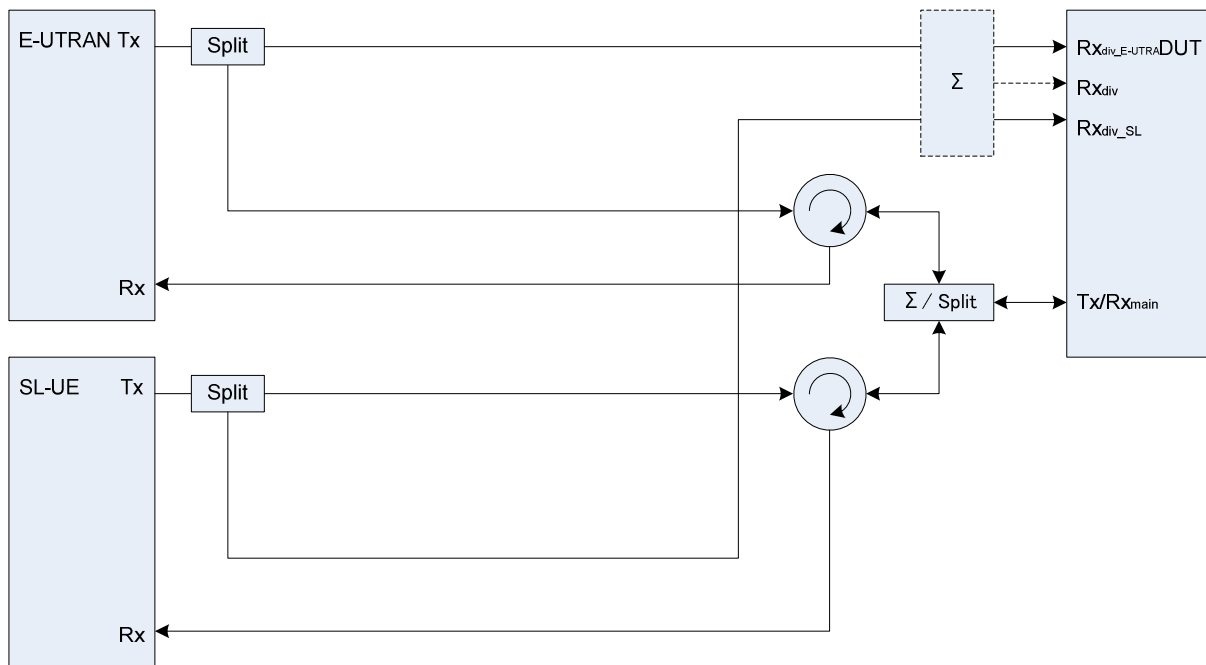 E-UTRAN Tx
Split
Σ
Rxdiv_E-UTRA DUT
Rxdiv
Rxdiv_SL
Rx
Σ / Split
Tx/Rxmain
SL-UE Tx
Split
Rx